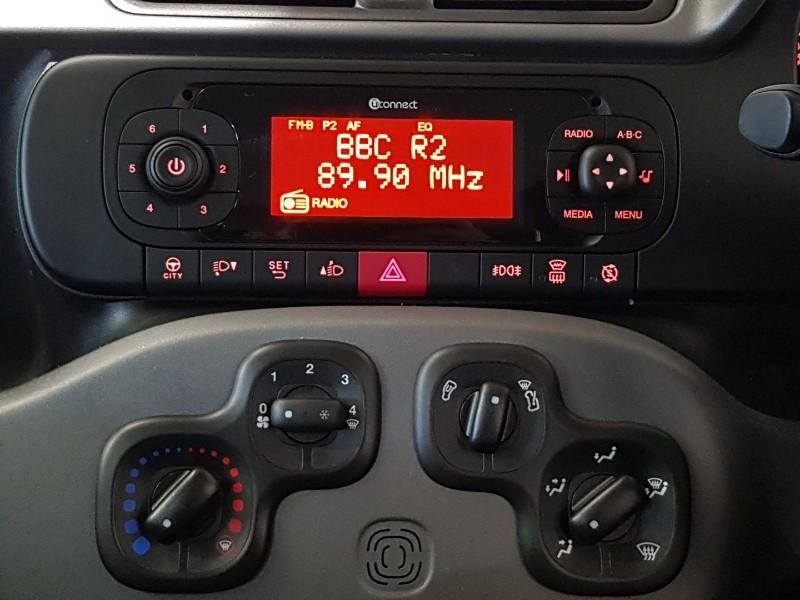 uconnect
FM-B P2 AF EQ
BBC R2
89.90 MHz
RADIO
6 1
5 2
4 3
RADIO A·B·C
MEDIA MENU
CITY
SET
0 1 2 3 4